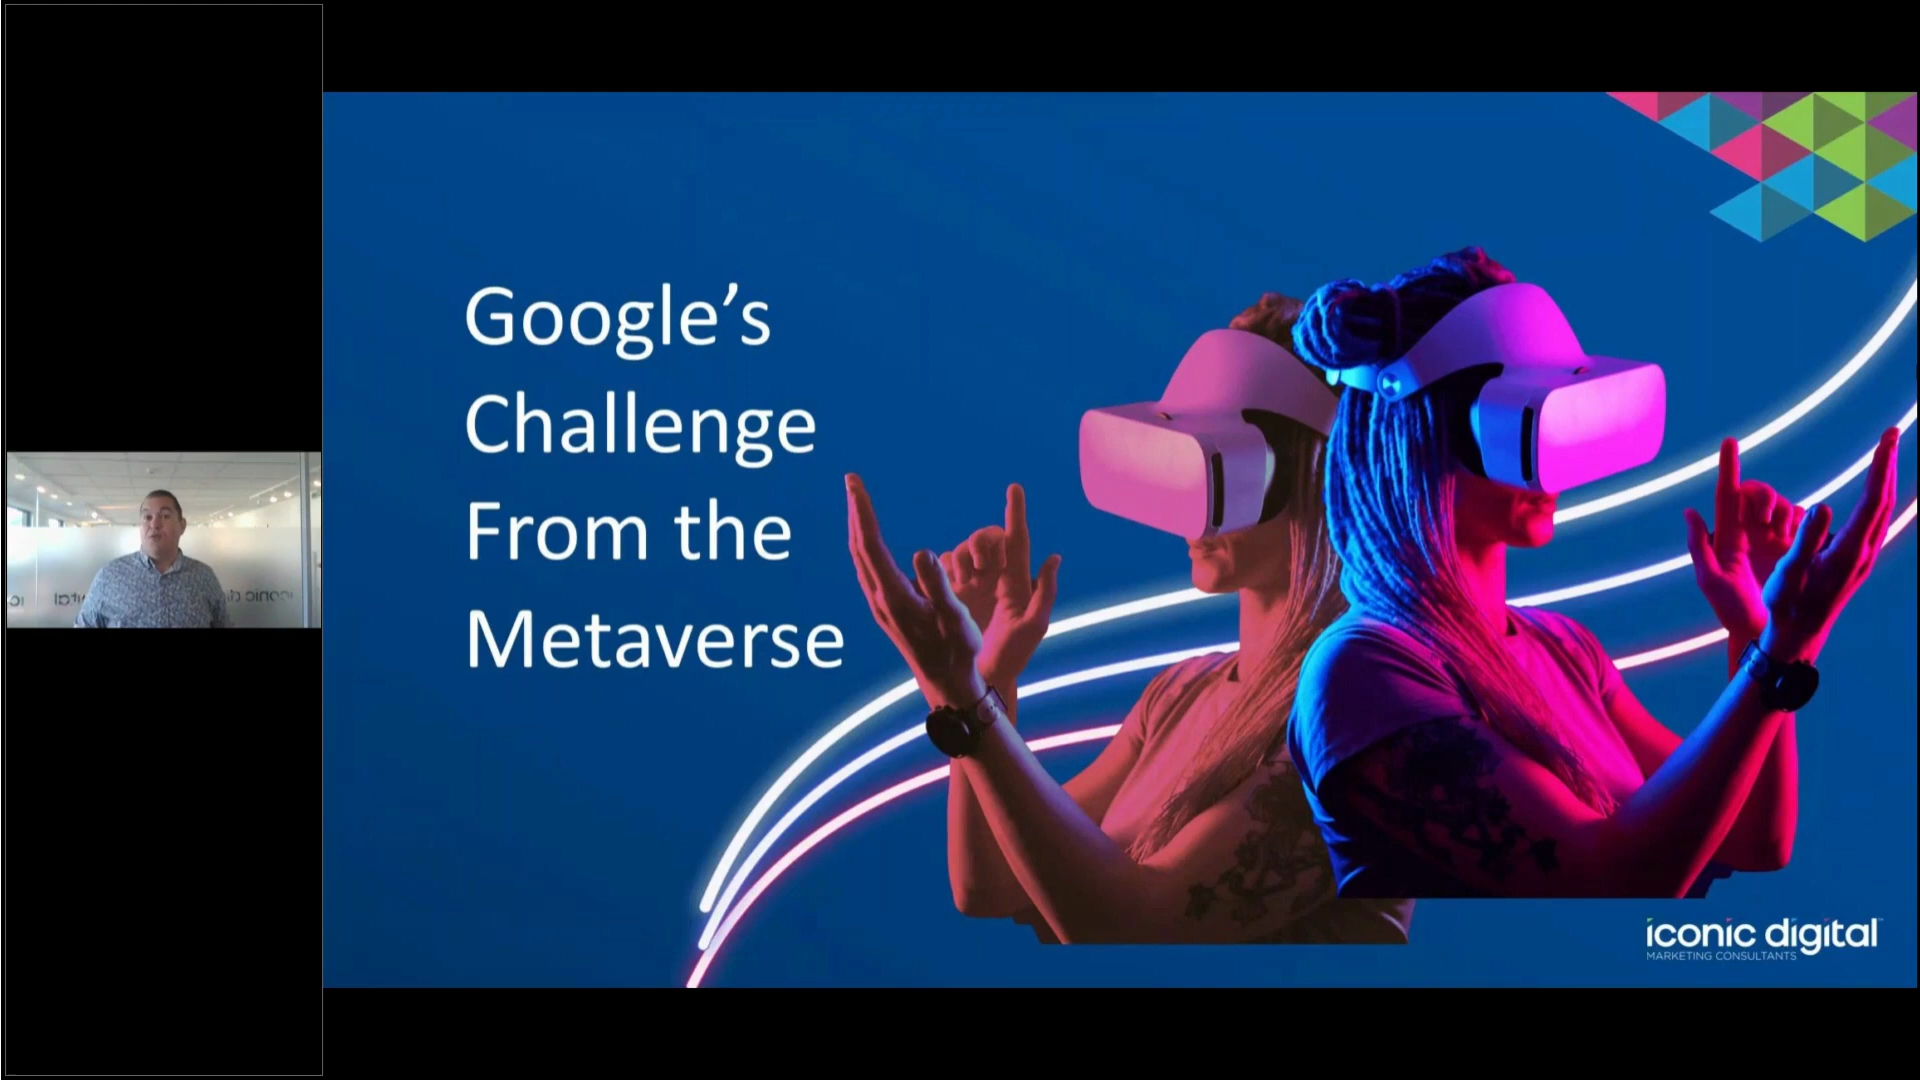 Google’s
Challenge
From the
Metaverse
iconic digital
MARKETING CONSULTANTS